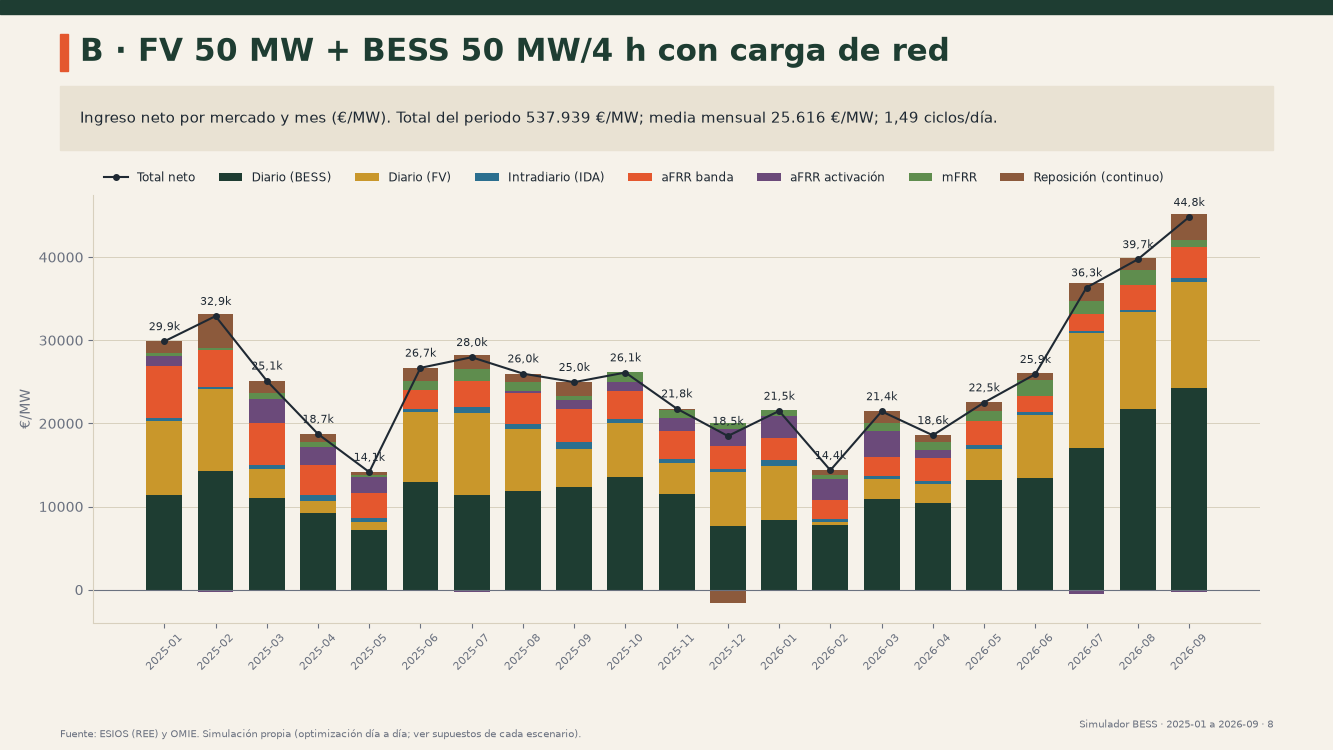 B · FV 50 MW + BESS 50 MW/4 h con carga de red
Ingreso neto por mercado y mes (€/MW). Total del periodo 537.939 €/MW; media mensual 25.616 €/MW; 1,49 ciclos/día.
Total neto Diario (BESS) Diario (FV) Intradiario (IDA) aFRR banda aFRR activación mFRR Reposición (continuo)
€/MW
40000
30000
20000
10000
0
29,9k
32,9k
25,1k
18,7k
14,1k
26,7k
28,0k
26,0k
25,0k
26,1k
21,8k
18,5k
21,5k
14,4k
21,4k
18,6k
22,5k
25,9k
36,3k
39,7k
44,8k
2025-01
2025-02
2025-03
2025-04
2025-05
2025-06
2025-07
2025-08
2025-09
2025-10
2025-11
2025-12
2026-01
2026-02
2026-03
2026-04
2026-05
2026-06
2026-07
2026-08
2026-09
Fuente: ESIOS (REE) y OMIE. Simulación propia (optimización día a día; ver supuestos de cada escenario).
Simulador BESS · 2025-01 a 2026-09 · 8